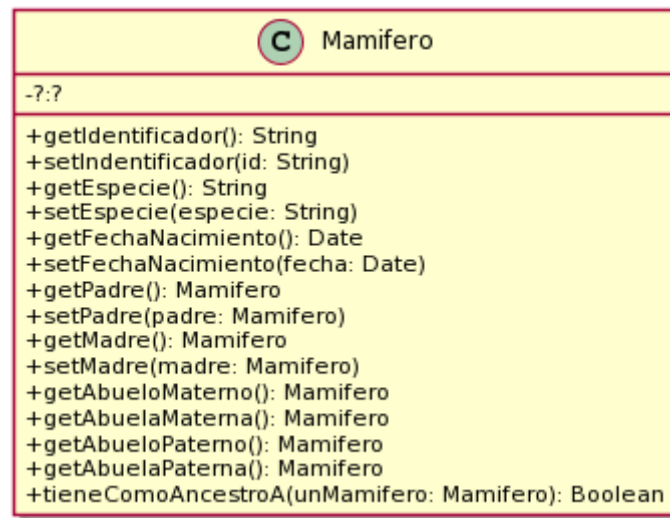 C Mamifero
-?:?
+getIdentificador(): String
+setIndentificador(id: String)
+getEspecie(): String
+setEspecie(especie: String)
+getFechaNacimiento(): Date
+setFechaNacimiento(fecha: Date)
+getPadre(): Mamifero
+setPadre(padre: Mamifero)
+getMadre(): Mamifero
+setMadre(madre: Mamifero)
+getAbueloMaterno(): Mamifero
+getAbuelaMaterna(): Mamifero
+getAbueloPaterno(): Mamifero
+getAbuelaPaterna(): Mamifero
+tieneComoAncestroA(unMamifero: Mamifero): Boolean